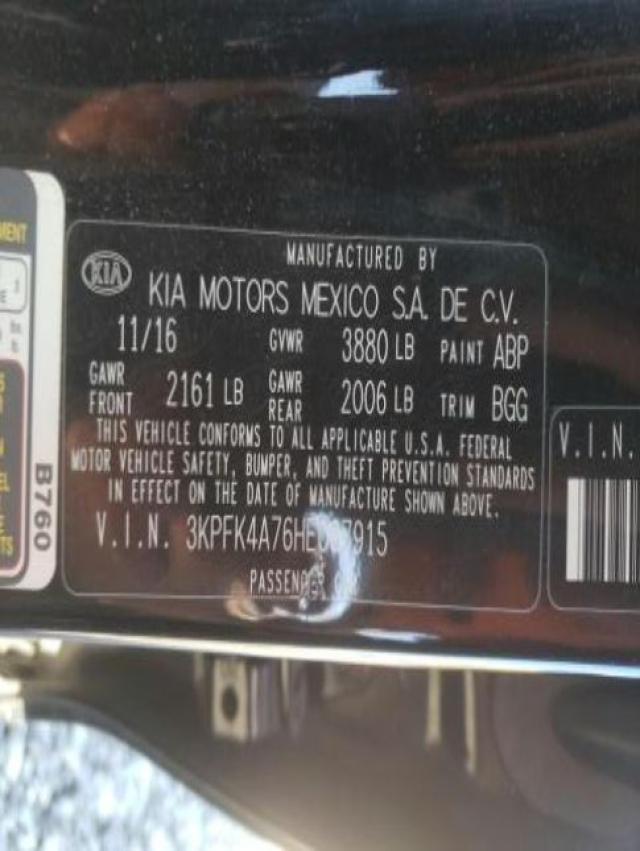 MANUFACTURED BY
KIA KIA MOTORS MEXICO S.A. DE C.V.
11/16 GVWR 3880 LB PAINT ABP
GAWR FRONT 2161 LB GAWR REAR 2006 LB TRIM BGG
THIS VEHICLE CONFORMS TO ALL APPLICABLE U.S.A. FEDERAL
MOTOR VEHICLE SAFETY, BUMPER, AND THEFT PREVENTION STANDARDS
IN EFFECT ON THE DATE OF MANUFACTURE SHOWN ABOVE.
V.I.N.
B760
V.I.N.